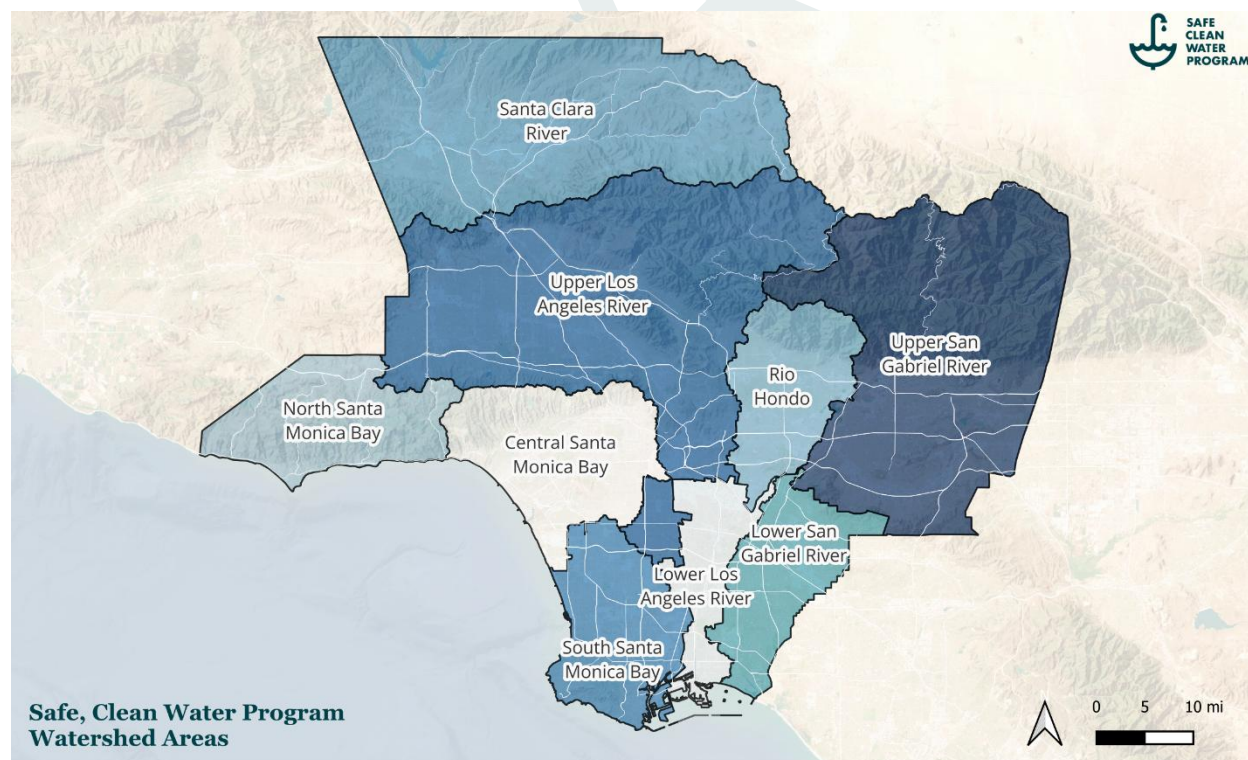 SAFE
CLEAN
WATER
PROGRAM
Santa Clara
River
Upper Los
Angeles River
Upper San
Gabriel River
Rio
Hondo
North Santa
Monica Bay
Central Santa
Monica Bay
Lower San
Gabriel River
Lower Los
Angeles River
South Santa
Monica Bay
Safe, Clean Water Program
Watershed Areas
0 5 10 mi